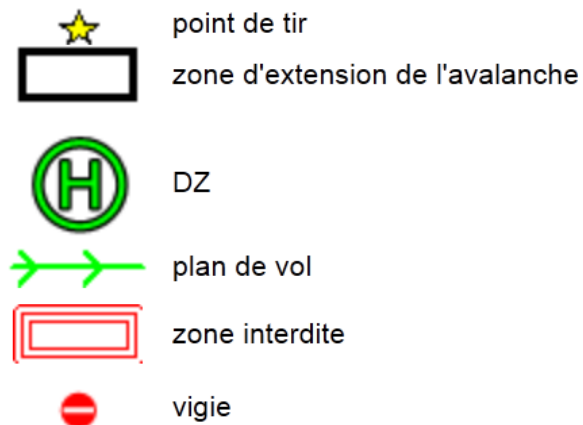 point de tir
zone d'extension de l'avalanche
H
DZ
plan de vol
zone interdite
vigie